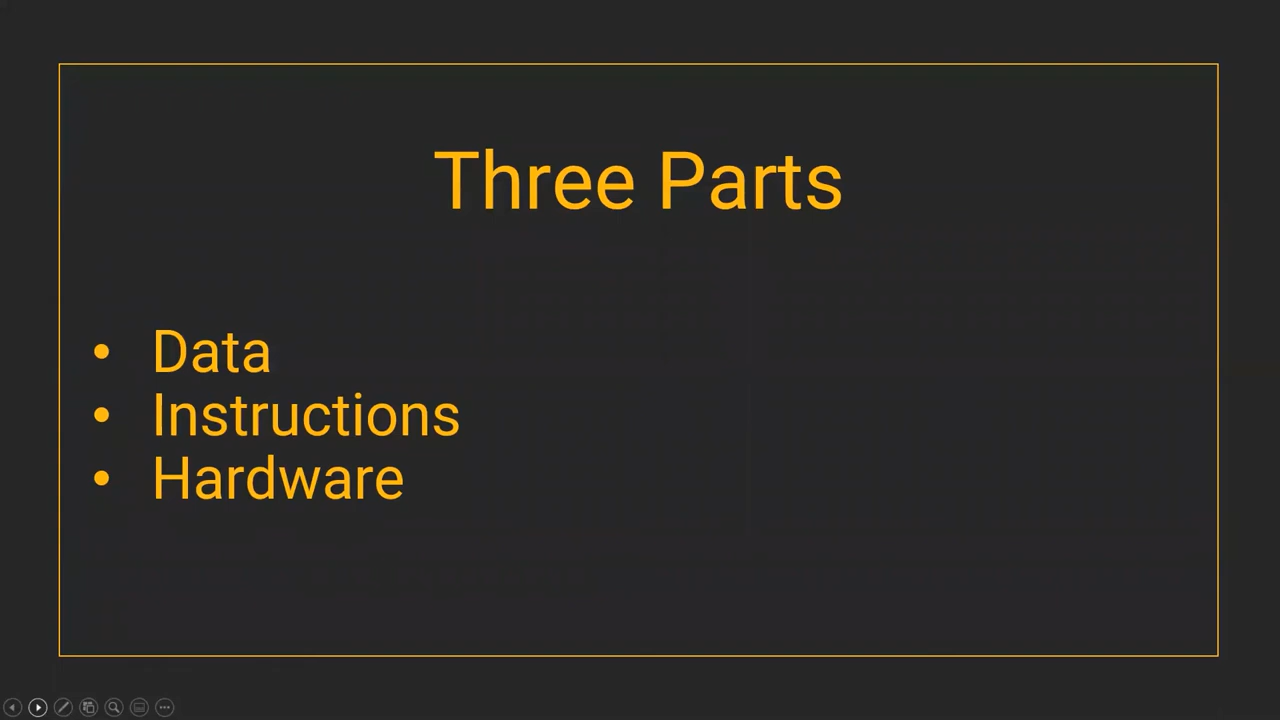 Three Parts
• Data
• Instructions
• Hardware